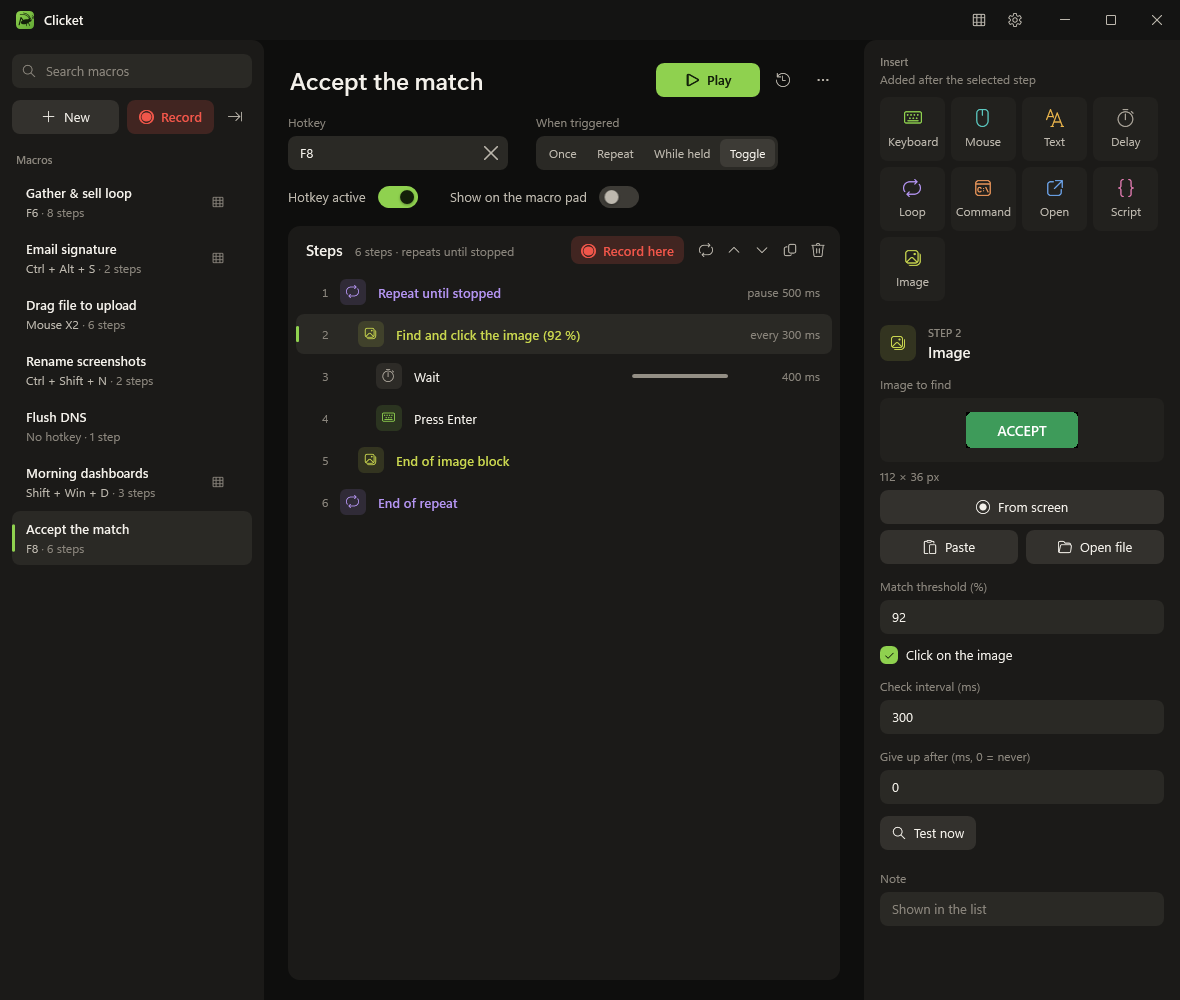 Clicket
Search macros
New
Record
Macros
Gather & sell loop
F6 · 8 steps
Email signature
Ctrl + Alt + S · 2 steps
Drag file to upload
Mouse X2 · 6 steps
Rename screenshots
Ctrl + Shift + N · 2 steps
Flush DNS
No hotkey · 1 step
Morning dashboards
Shift + Win + D · 3 steps
Accept the match
F8 · 6 steps
Accept the match
Play
Hotkey
When triggered
F8
Once
Repeat
While held
Toggle
Hotkey active
Show on the macro pad
Steps
6 steps · repeats until stopped
Record here
1 Repeat until stopped pause 500 ms
2 Find and click the image (92 %) every 300 ms
3 Wait 400 ms
4 Press Enter
5 End of image block
6 End of repeat
Insert
Added after the selected step
Keyboard
Mouse
Text
Delay
Loop
C:\
Command
Open
Script
Image
STEP 2
Image
Image to find
ACCEPT
112 × 36 px
From screen
Paste
Open file
Match threshold (%)
92
Click on the image
Check interval (ms)
300
Give up after (ms, 0 = never)
0
Test now
Note
Shown in the list